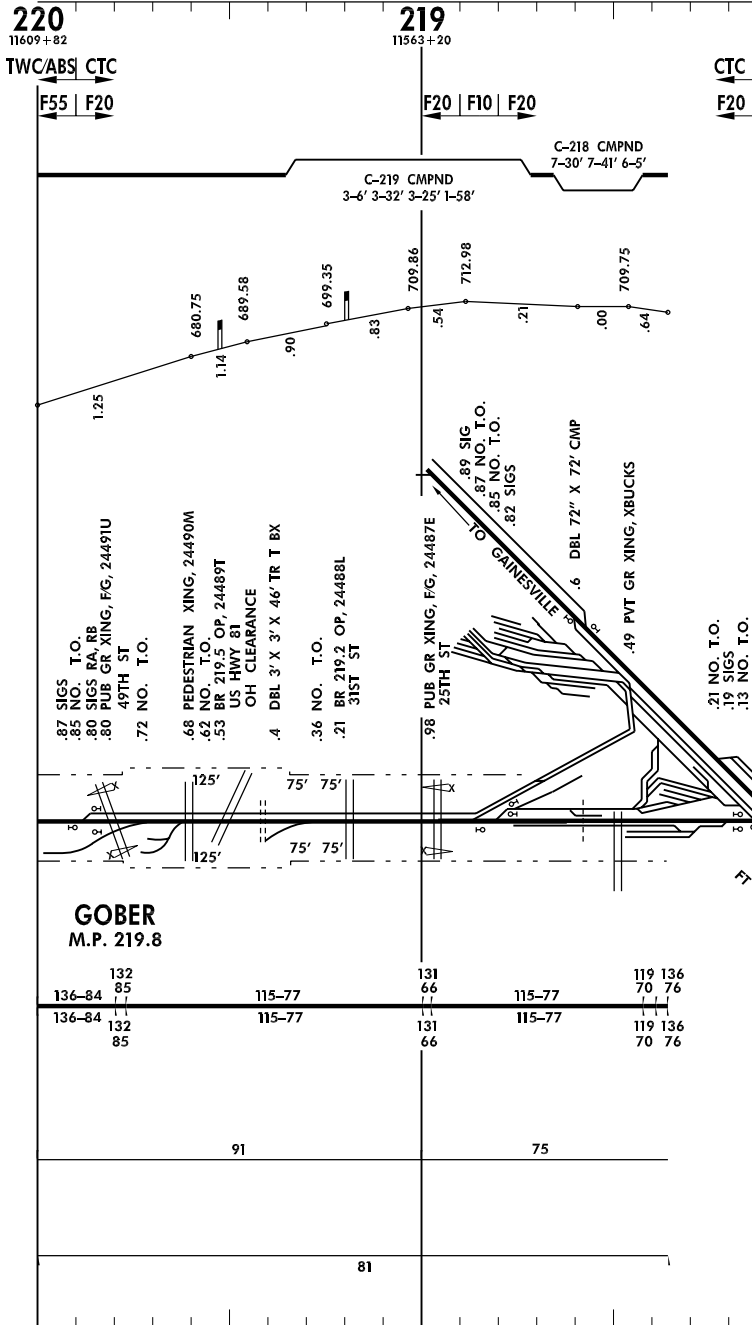 220
11609+82
219
11563+20
TWC/ABS CTC
CTC
F55 F20
F20 F10 F20
F20
C-218 CMPND
7-30' 7-41' 6-5'
C-219 CMPND
3-6' 3-32' 3-25' 1-58'
680.75
689.58
699.35
709.86
712.98
709.75
1.25
1.14
.90
.83
.54
.21
.00
.64
.87 SIGS
.85 NO. T.O.
.80 SIGS RA, RB
.80 PUB GR XING, F/G, 24491U
49TH ST
.72 NO. T.O.
.68 PEDESTRIAN XING, 24490M
.62 NO. T.O.
.53 BR 219.5 OP, 24489T
US HWY 81
OH CLEARANCE
.4 DBL 3' X 3' X 46' TR T BX
.36 NO. T.O.
.21 BR 219.2 OP, 24488L
31ST ST
.98 PUB GR XING, F/G, 24487E
25TH ST
.89 SIG
.87 NO. T.O.
.85 NO. T.O.
.82 SIGS
TO GAINESVILLE
.6 DBL 72" X 72' CMP
.49 PVT GR XING, XBUCKS
.21 NO. T.O.
.19 SIGS
.13 NO. T.O.
125' 75' 75' 75'
X X
125' 75' 75' 75'
X X
FT
GOBER
M.P. 219.8
132 131 119 136
136-84 85 115-77 66 115-77 70 76
136-84 132 115-77 131 115-77 119 136
85 66 70 76
91 75
81